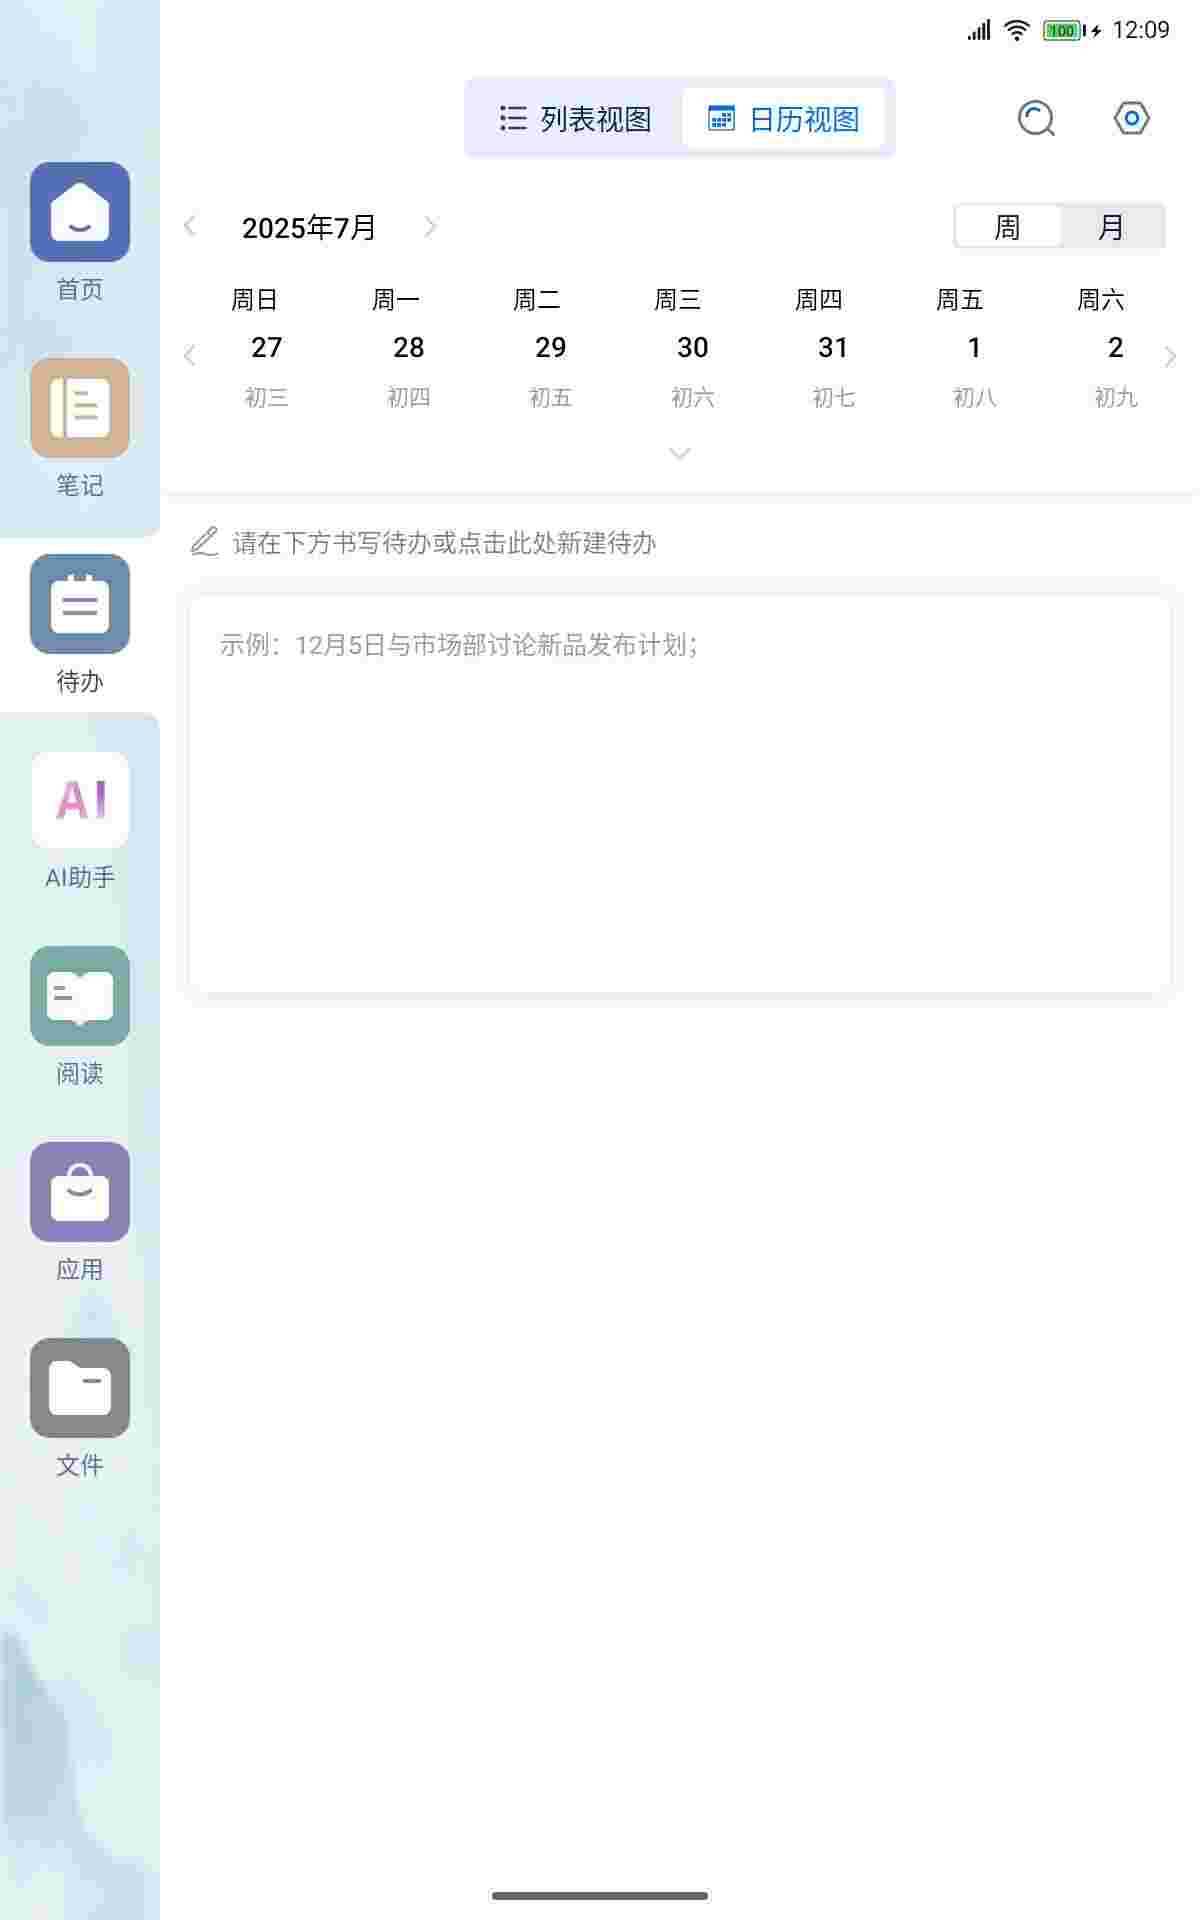 100 12:09
列表视图 日历视图
2025年7月 周 月
周日 周一 周二 周三 周四 周五 周六
27 28 29 30 31 1 2
初三 初四 初五 初六 初七 初八 初九
请在下方书写待办或点击此处新建待办
示例：12月5日与市场部讨论新品发布计划；
首页
笔记
待办
AI
AI助手
阅读
应用
文件